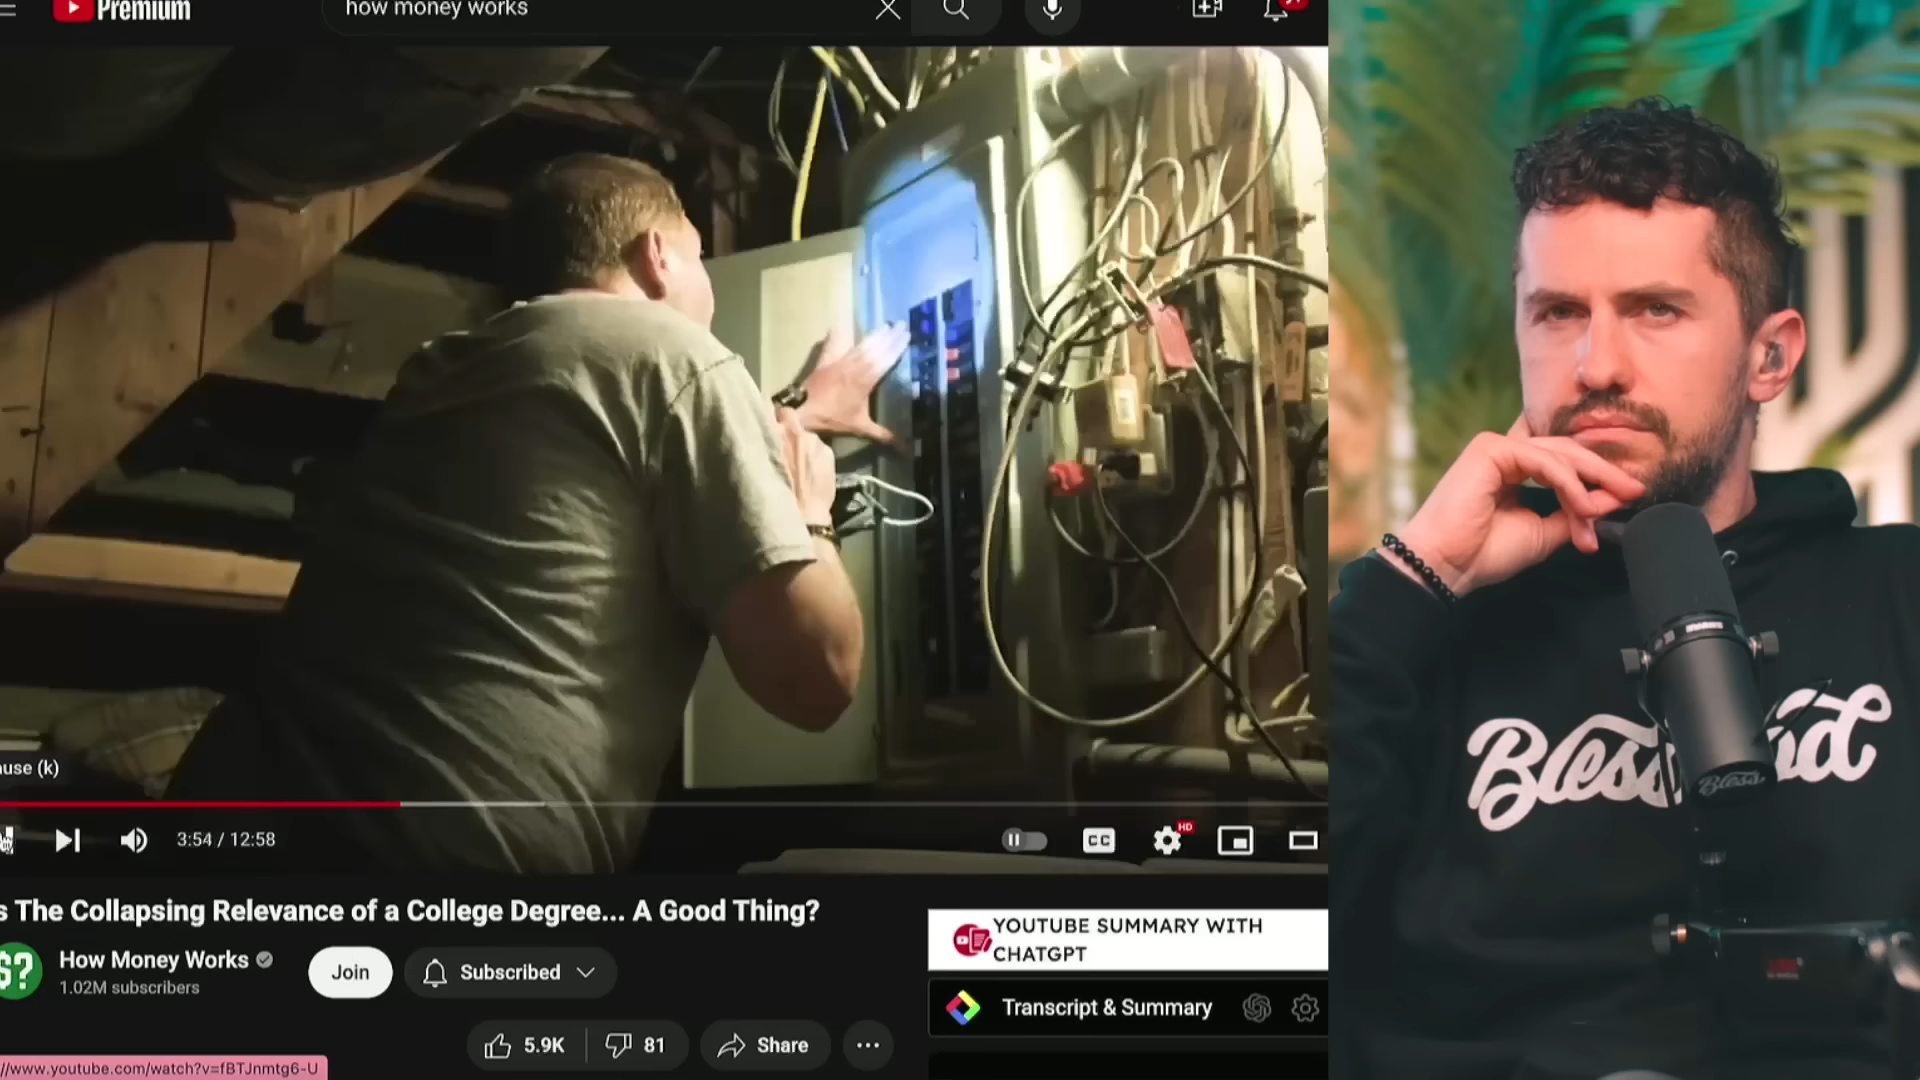 Premium
how money works
use (k)
3:54 / 12:58
CC
HD
s The Collapsing Relevance of a College Degree... A Good Thing?
$?
How Money Works
1.02M subscribers
Join
Subscribed
YOUTUBE SUMMARY WITH
CHATGPT
Transcript & Summary
5.9K
81
Share
//www.youtube.com/watch?v=fBTJnmtg6-U
Bless
Bless